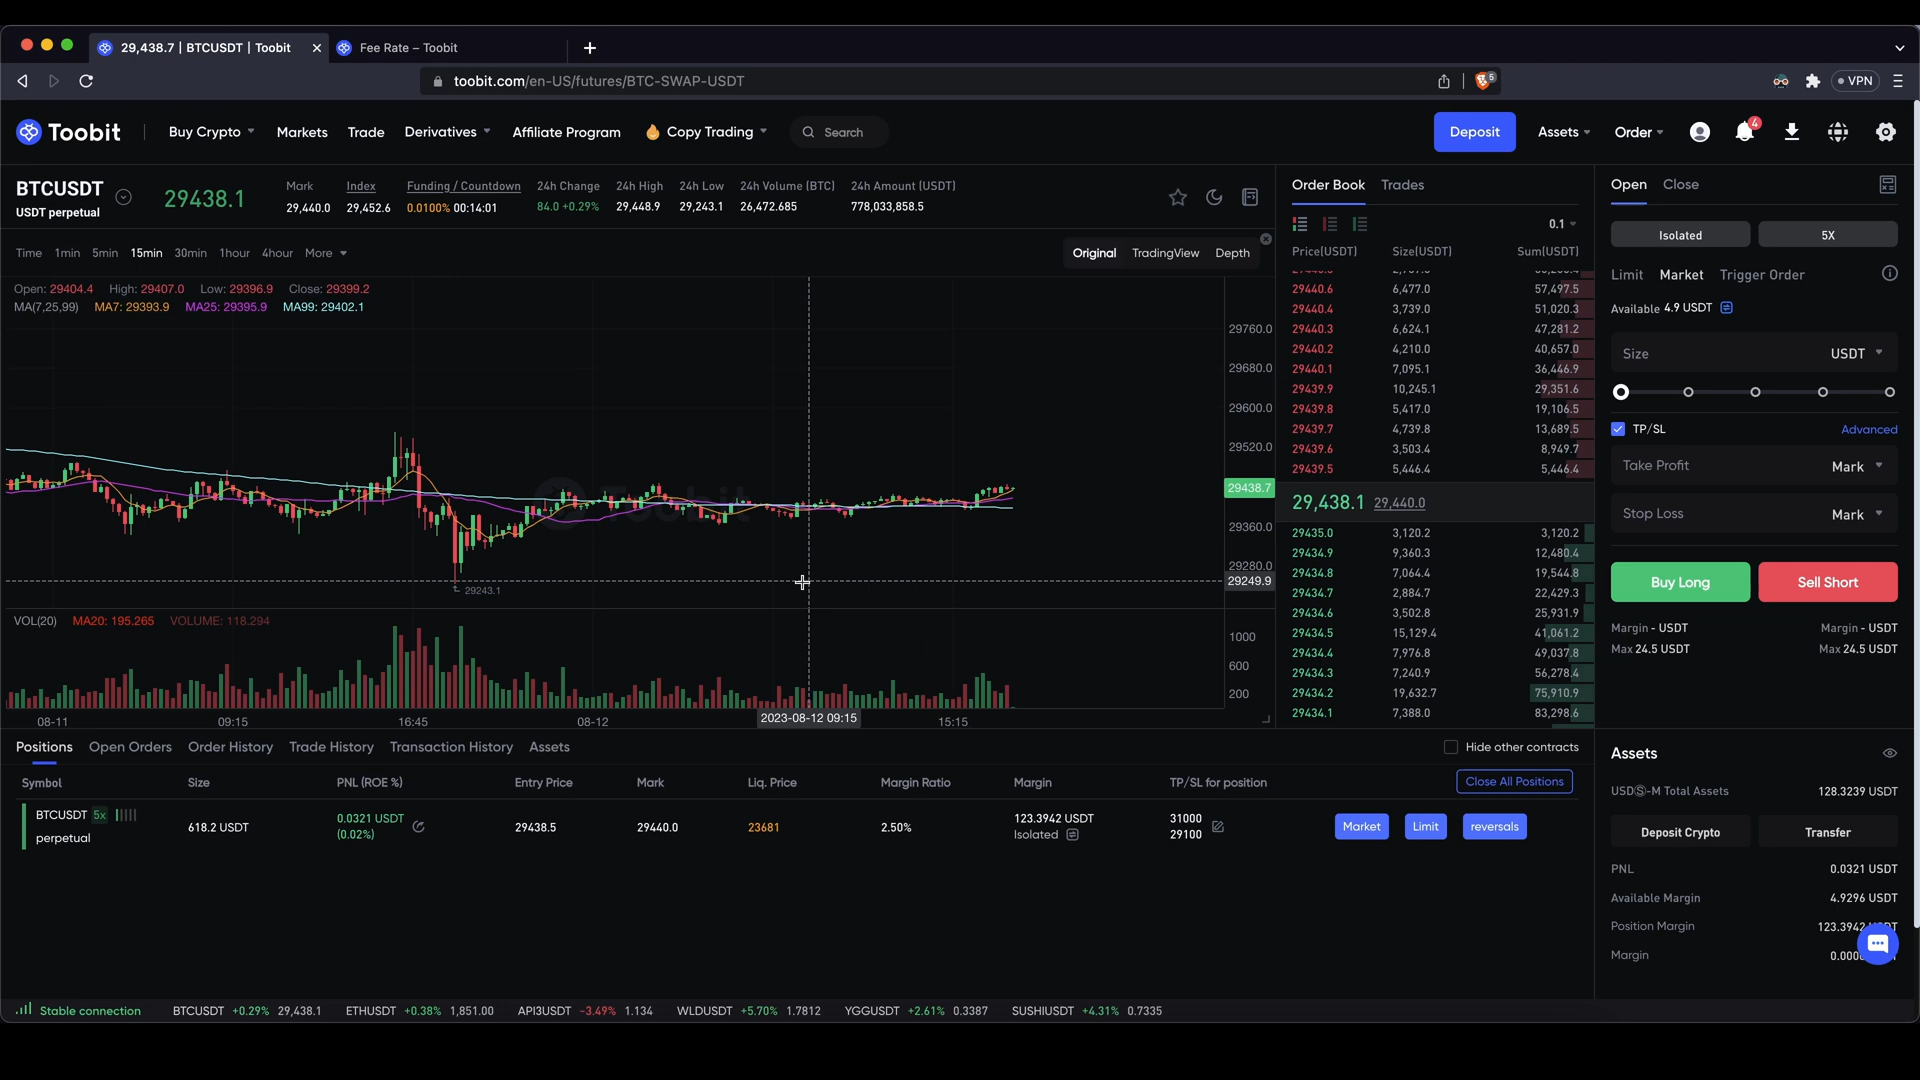 29,438.7 | BTCUSDT | Toobit
Fee Rate – Toobit
toobit.com/en-US/futures/BTC-SWAP-USDT
5
VPN
Toobit
Buy Crypto
Markets
Trade
Derivatives
Affiliate Program
Copy Trading
Search
Deposit
Assets
Order
4
BTCUSDT
USDT perpetual
29438.1
Mark
29,440.0
Index
29,452.6
Funding / Countdown
0.0100% 00:14:01
24h Change
84.0 +0.29%
24h High
29,448.9
24h Low
29,243.1
24h Volume (BTC)
26,472.685
24h Amount (USDT)
778,033,858.5
Time 1min 5min 15min 30min 1hour 4hour More
Original TradingView Depth
Open: 29404.4 High: 29407.0 Low: 29396.9 Close: 29399.2
MA(7,25,99) MA7: 29393.9 MA25: 29395.9 MA99: 29402.1
29760.0
29680.0
29600.0
29520.0
29438.7
29360.0
29280.0
29249.9
Toobit
29243.1
VOL(20) MA20: 195.265 VOLUME: 118.294
1000
600
200
08-11 09:15 16:45 08-12 2023-08-12 09:15 15:15
Order Book Trades
0.1
Price(USDT) Size(USDT) Sum(USDT)
29440.6 6,477.0 57,497.5
29440.4 3,739.0 51,020.3
29440.3 6,624.1 47,281.2
29440.2 4,210.0 40,657.0
29440.1 7,095.1 36,446.9
29439.9 10,245.1 29,351.6
29439.8 5,417.0 19,106.5
29439.7 4,739.8 13,689.5
29439.6 3,503.4 8,949.7
29439.5 5,446.4 5,446.4
29,438.1 29,440.0
29435.0 3,120.2 3,120.2
29434.9 9,360.3 12,480.4
29434.8 7,064.4 19,544.8
29434.7 2,884.7 22,429.3
29434.6 3,502.8 25,931.9
29434.5 15,129.4 41,061.2
29434.4 7,976.8 49,037.8
29434.3 7,240.9 56,278.4
29434.2 19,632.7 75,910.9
29434.1 7,388.0 83,298.6
Open Close
Isolated 5X
Limit Market Trigger Order
Available 4.9 USDT
Size USDT
TP/SL Advanced
Take Profit Mark
Stop Loss Mark
Buy Long Sell Short
Margin - USDT Margin - USDT
Max 24.5 USDT Max 24.5 USDT
Positions Open Orders Order History Trade History Transaction History Assets
Hide other contracts
Symbol Size PNL (ROE %) Entry Price Mark Liq. Price Margin Ratio Margin TP/SL for position
Close All Positions
BTCUSDT 5x
perpetual
618.2 USDT
0.0321 USDT
(0.02%)
29438.5
29440.0
23681
2.50%
123.3942 USDT
Isolated
31000
29100
Market Limit reversals
Assets
USDⓈ-M Total Assets 128.3239 USDT
Deposit Crypto Transfer
PNL 0.0321 USDT
Available Margin 4.9296 USDT
Position Margin 123.3942
Margin
Stable connection
BTCUSDT +0.29% 29,438.1
ETHUSDT +0.38% 1,851.00
API3USDT -3.49% 1.134
WLDUSDT +5.70% 1.7812
YGGUSDT +2.61% 0.3387
SUSHIUSDT +4.31% 0.7335